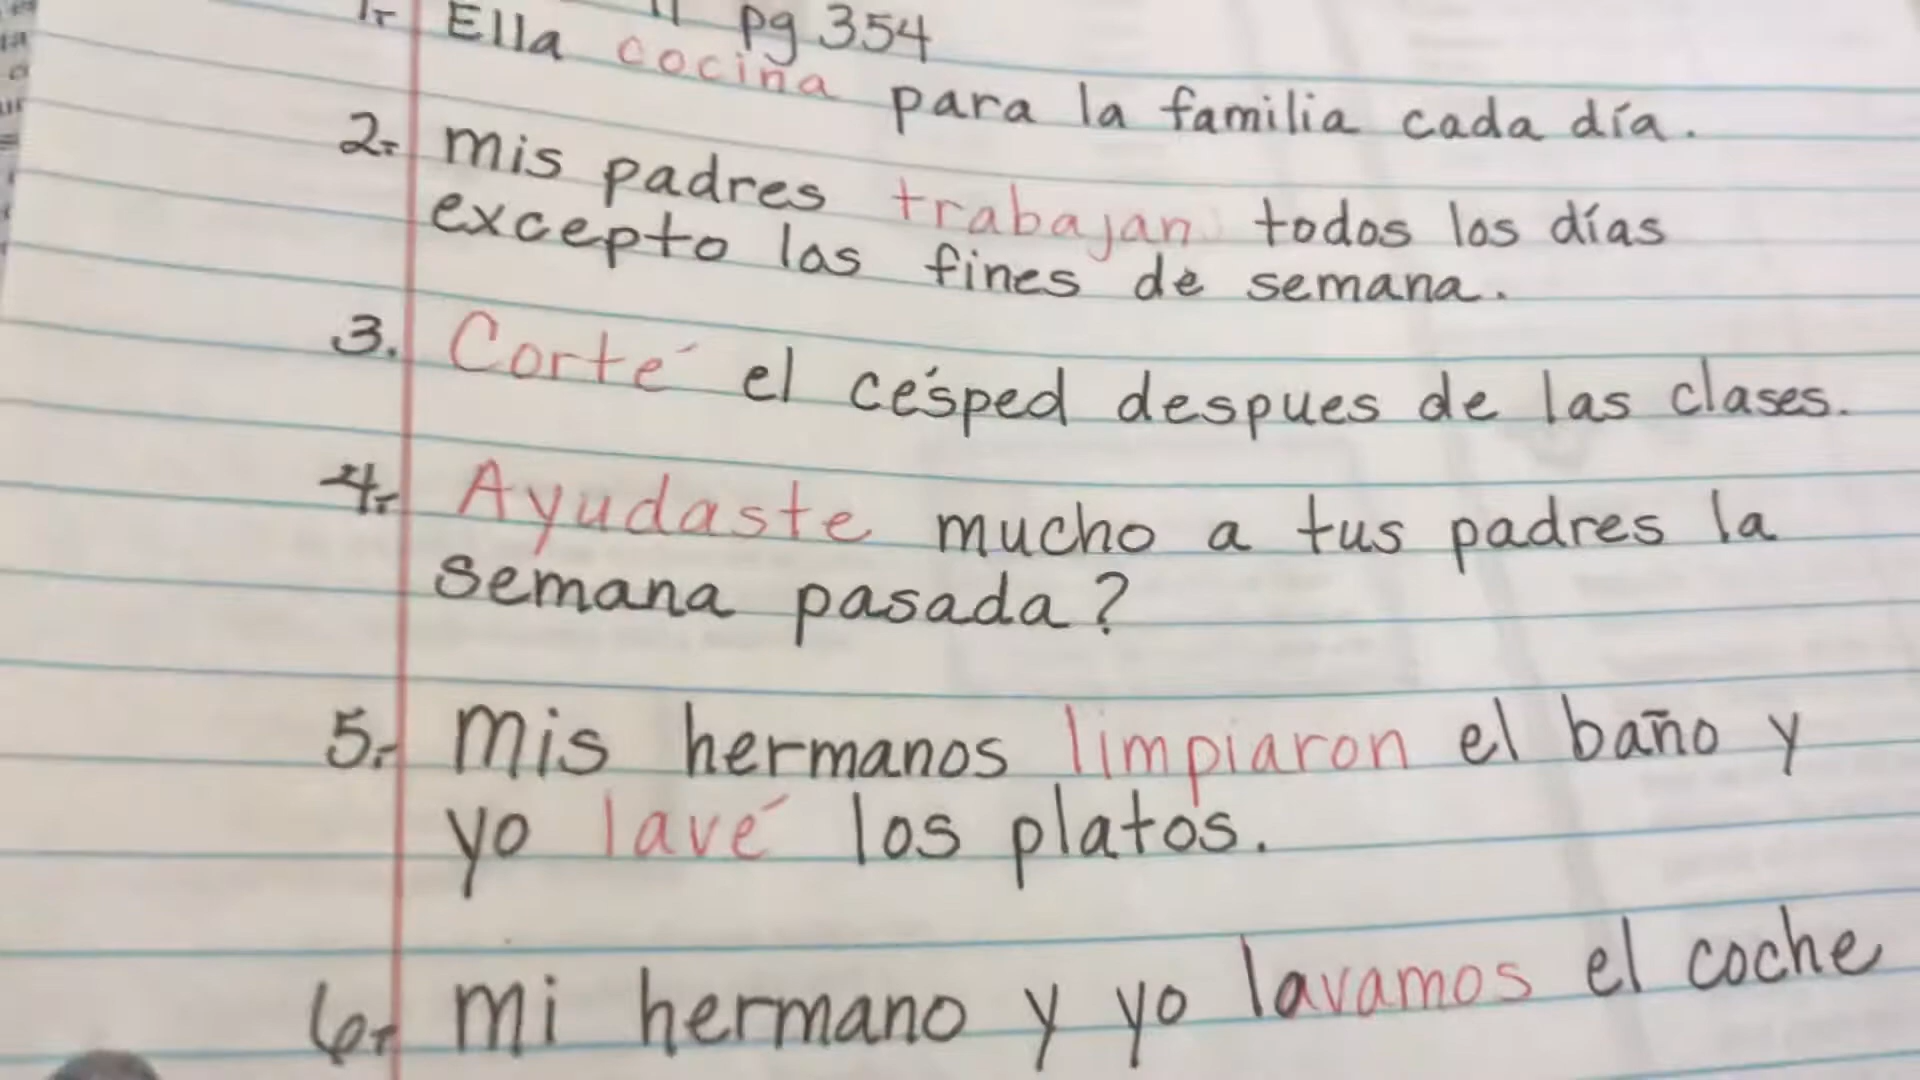 pg 354
1.- Ella cocina para la familia cada día.
2.- mis padres trabajan todos los días
excepto los fines de semana.
3. Corté el césped despues de las clases.
4.- Ayudaste mucho a tus padres la
semana pasada?
5.- Mis hermanos limpiaron el baño y
yo lavé los platos.
6.- Mi hermano y yo lavamos el coche